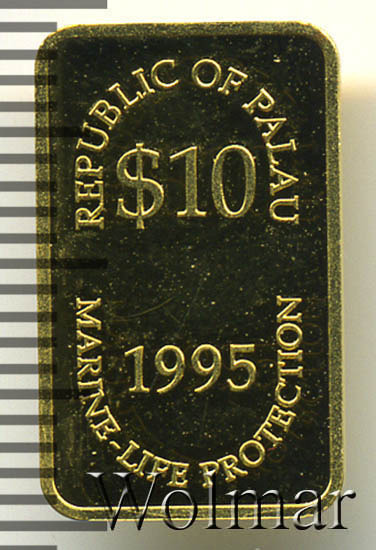 REPUBLIC OF PALAU
$10
1995
MARINE-LIFE PROTECTION
Wolmar